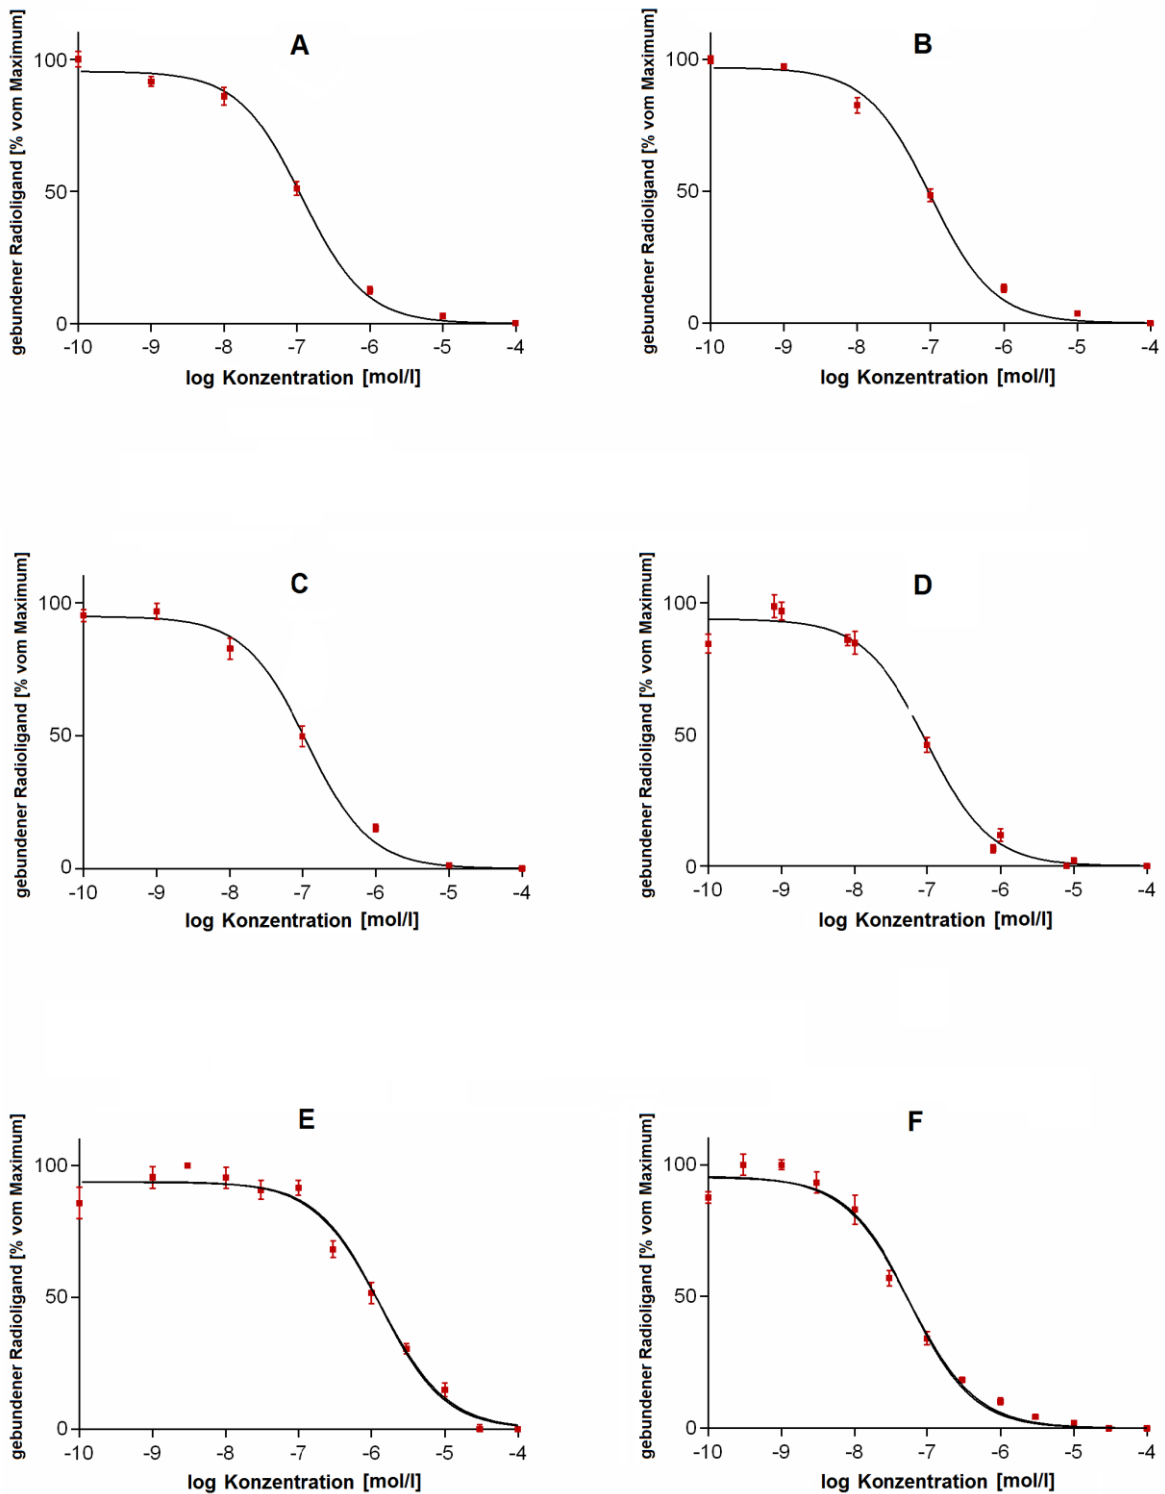 A
gebundener Radioligand [% vom Maximum]
100
50
0
-10 -9 -8 -7 -6 -5 -4
log Konzentration [mol/l]
B
gebundener Radioligand [% vom Maximum]
100
50
0
-10 -9 -8 -7 -6 -5 -4
log Konzentration [mol/l]
C
gebundener Radioligand [% vom Maximum]
100
50
0
-10 -9 -8 -7 -6 -5 -4
log Konzentration [mol/l]
D
gebundener Radioligand [% vom Maximum]
100
50
0
-10 -9 -8 -7 -6 -5 -4
log Konzentration [mol/l]
E
gebundener Radioligand [% vom Maximum]
100
50
0
-10 -9 -8 -7 -6 -5 -4
log Konzentration [mol/l]
F
gebundener Radioligand [% vom Maximum]
100
50
0
-10 -9 -8 -7 -6 -5 -4
log Konzentration [mol/l]